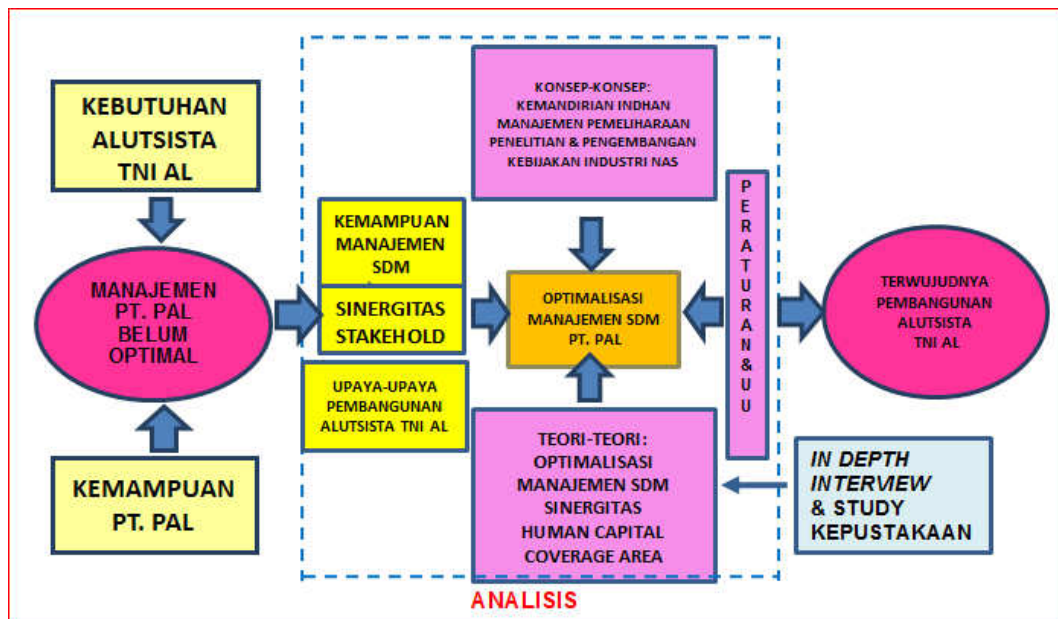 KEBUTUHAN
ALUTSISTA
TNI AL
MANAJEMEN
PT. PAL
BELUM
OPTIMAL
KEMAMPUAN
PT. PAL
KEMAMPUAN
MANAJEMEN
SDM
SINERGITAS
STAKEHOLD
UPAYA-UPAYA
PEMBANGUNAN
ALUTSISTA TNI AL
KONSEP-KONSEP:
KEMANDIRIAN INDHAN
MANAJEMEN PEMELIHARAAN
PENELITIAN & PENGEMBANGAN
KEBIJAKAN INDUSTRI NAS
OPTIMALISASI
MANAJEMEN SDM
PT. PAL
TEORI-TEORI:
OPTIMALISASI
MANAJEMEN SDM
SINERGITAS
HUMAN CAPITAL
COVERAGE AREA
P
E
R
A
T
U
R
A
N
&
U
U
TERWUJUDNYA
PEMBANGUNAN
ALUTSISTA
TNI AL
IN DEPTH
INTERVIEW
& STUDY
KEPUSTAKAAN
ANALISIS